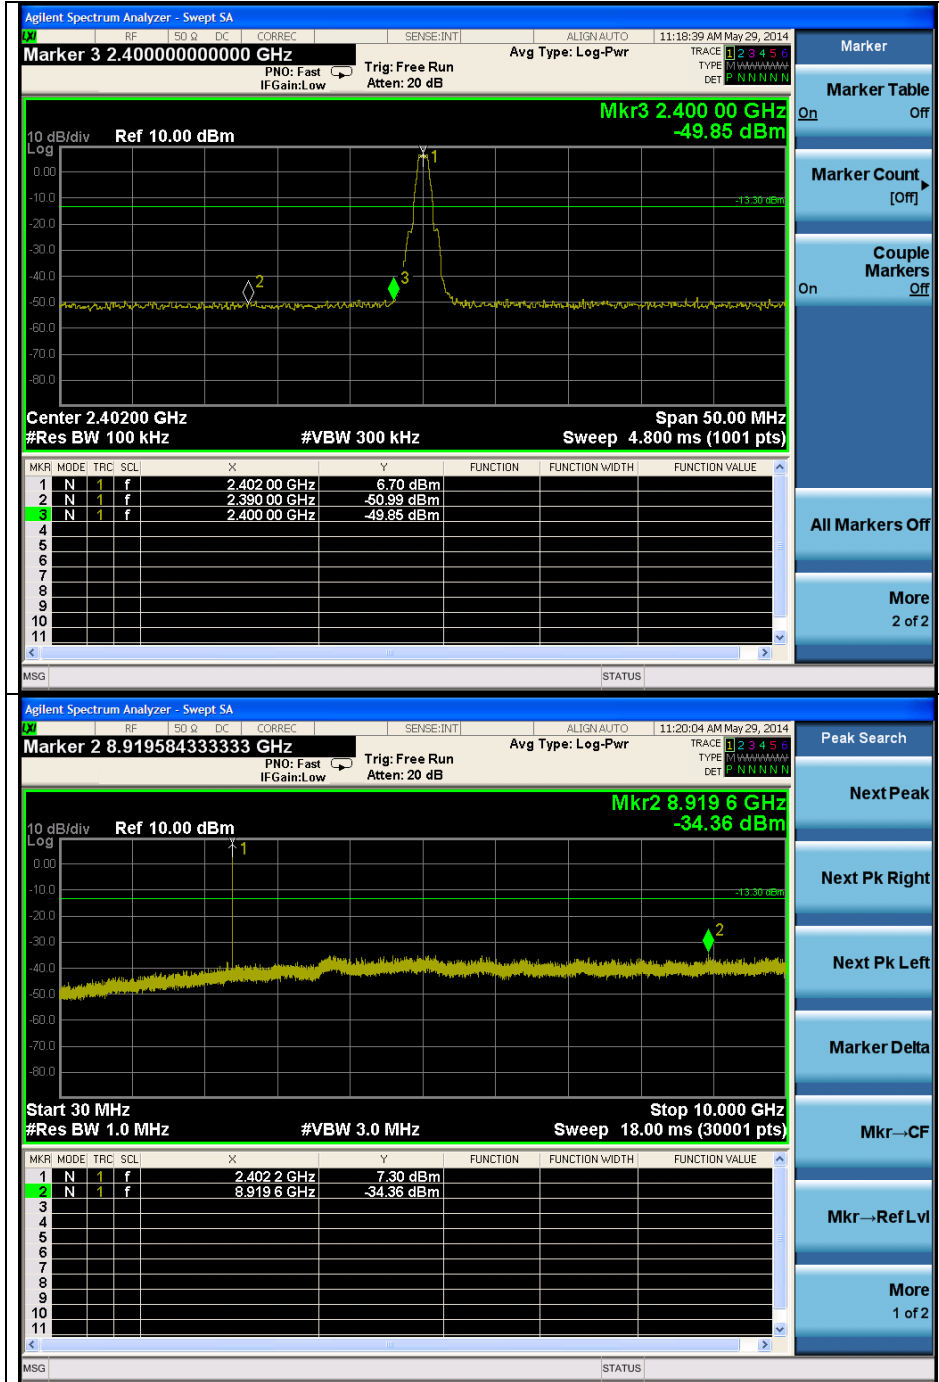 Agilent Spectrum Analyzer - Swept SA
LXI RF 50 Ω DC CORREC SENSE:INT ALIGN AUTO 11:18:39 AM May 29, 2014
Marker 3 2.400000000000 GHz
Avg Type: Log-Pwr
TRACE 1 2 3 4 5 6
TYPE M WWWWW
DET P N N N N N
PNO: Fast
IFGain:Low
Trig: Free Run
Atten: 20 dB
Mkr3 2.400 00 GHz
-49.85 dBm
10 dB/div Ref 10.00 dBm
Log
1
0.00
-10.0
-13.30 dBm
-20.0
-30.0
-40.0
2
3
-50.0
-60.0
-70.0
-80.0
Center 2.40200 GHz Span 50.00 MHz
#Res BW 100 kHz #VBW 300 kHz Sweep 4.800 ms (1001 pts)
MKR MODE TRC SCL X Y FUNCTION FUNCTION WIDTH FUNCTION VALUE
1 N 1 f 2.402 00 GHz 6.70 dBm
2 N 1 f 2.390 00 GHz -50.99 dBm
3 N 1 f 2.400 00 GHz -49.85 dBm
4
5
6
7
8
9
10
11
MSG STATUS
Marker
Marker Table
On Off
Marker Count
[Off]
Couple
Markers
On Off
All Markers Off
More
2 of 2
Agilent Spectrum Analyzer - Swept SA
LXI RF 50 Ω DC CORREC SENSE:INT ALIGN AUTO 11:20:04 AM May 29, 2014
Marker 2 8.919584333333 GHz
Avg Type: Log-Pwr
TRACE 1 2 3 4 5 6
TYPE M WWWWW
DET P N N N N N
PNO: Fast
IFGain:Low
Trig: Free Run
Atten: 20 dB
Mkr2 8.919 6 GHz
-34.36 dBm
10 dB/div Ref 10.00 dBm
Log
1
0.00
-10.0
-13.30 dBm
-20.0
2
-30.0
-40.0
-50.0
-60.0
-70.0
-80.0
Start 30 MHz Stop 10.000 GHz
#Res BW 1.0 MHz #VBW 3.0 MHz Sweep 18.00 ms (30001 pts)
MKR MODE TRC SCL X Y FUNCTION FUNCTION WIDTH FUNCTION VALUE
1 N 1 f 2.402 2 GHz 7.30 dBm
2 N 1 f 8.919 6 GHz -34.36 dBm
3
4
5
6
7
8
9
10
11
MSG STATUS
Peak Search
Next Peak
Next Pk Right
Next Pk Left
Marker Delta
Mkr→CF
Mkr→Ref Lvl
More
1 of 2